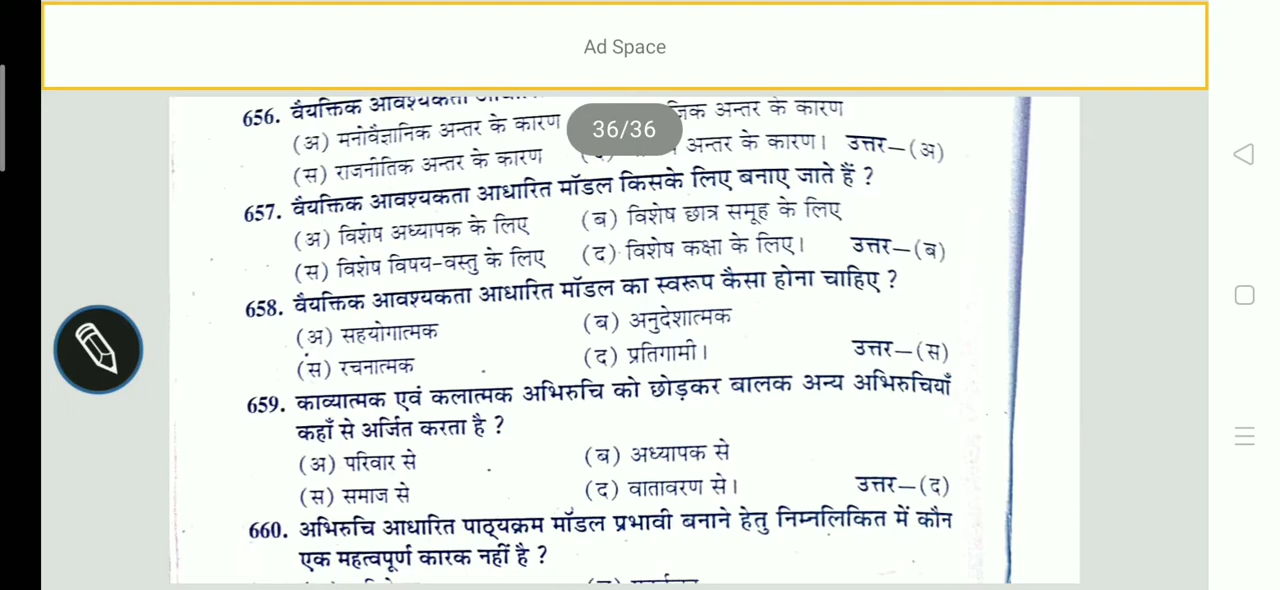 Ad Space
656. वैयक्तिक आवश्यकता
(अ) मनोवैज्ञानिक अन्तर के कारण अन्तर के कारण
36/36
(स) राजनीतिक अन्तर के कारण अन्तर के कारण। उत्तर—(अ)
657. वैयक्तिक आवश्यकता आधारित मॉडल किसके लिए बनाए जाते हैं ?
(अ) विशेष अध्यापक के लिए (ब) विशेष छात्र समूह के लिए
(स) विशेष विषय-वस्तु के लिए (द) विशेष कक्षा के लिए। उत्तर—(ब)
658. वैयक्तिक आवश्यकता आधारित मॉडल का स्वरूप कैसा होना चाहिए ?
(अ) सहयोगात्मक (ब) अनुदेशात्मक
(स) रचनात्मक (द) प्रतिगामी। उत्तर—(स)
659. काव्यात्मक एवं कलात्मक अभिरुचि को छोड़कर बालक अन्य अभिरुचियाँ
कहाँ से अर्जित करता है ?
(अ) परिवार से (ब) अध्यापक से
(स) समाज से (द) वातावरण से। उत्तर—(द)
660. अभिरुचि आधारित पाठ्यक्रम मॉडल प्रभावी बनाने हेतु निम्नलिकित में कौन
एक महत्वपूर्ण कारक नहीं है ?